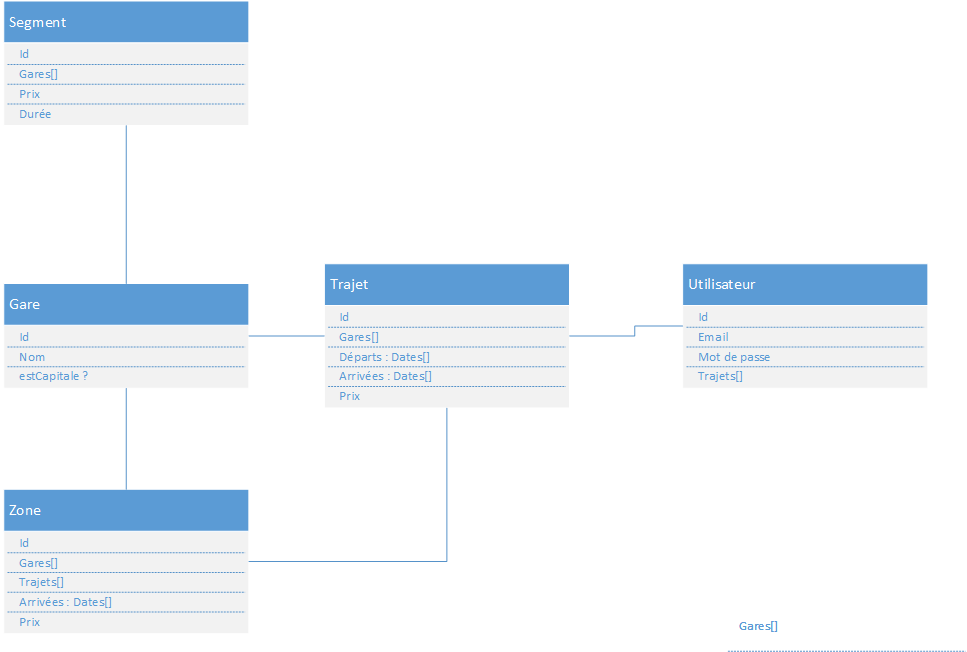 Segment
Id
Gares[]
Prix
Durée
Gare
Id
Nom
estCapitale ?
Trajet
Id
Gares[]
Départs : Dates[]
Arrivées : Dates[]
Prix
Utilisateur
Id
Email
Mot de passe
Trajets[]
Zone
Id
Gares[]
Trajets[]
Arrivées : Dates[]
Prix
Gares[]